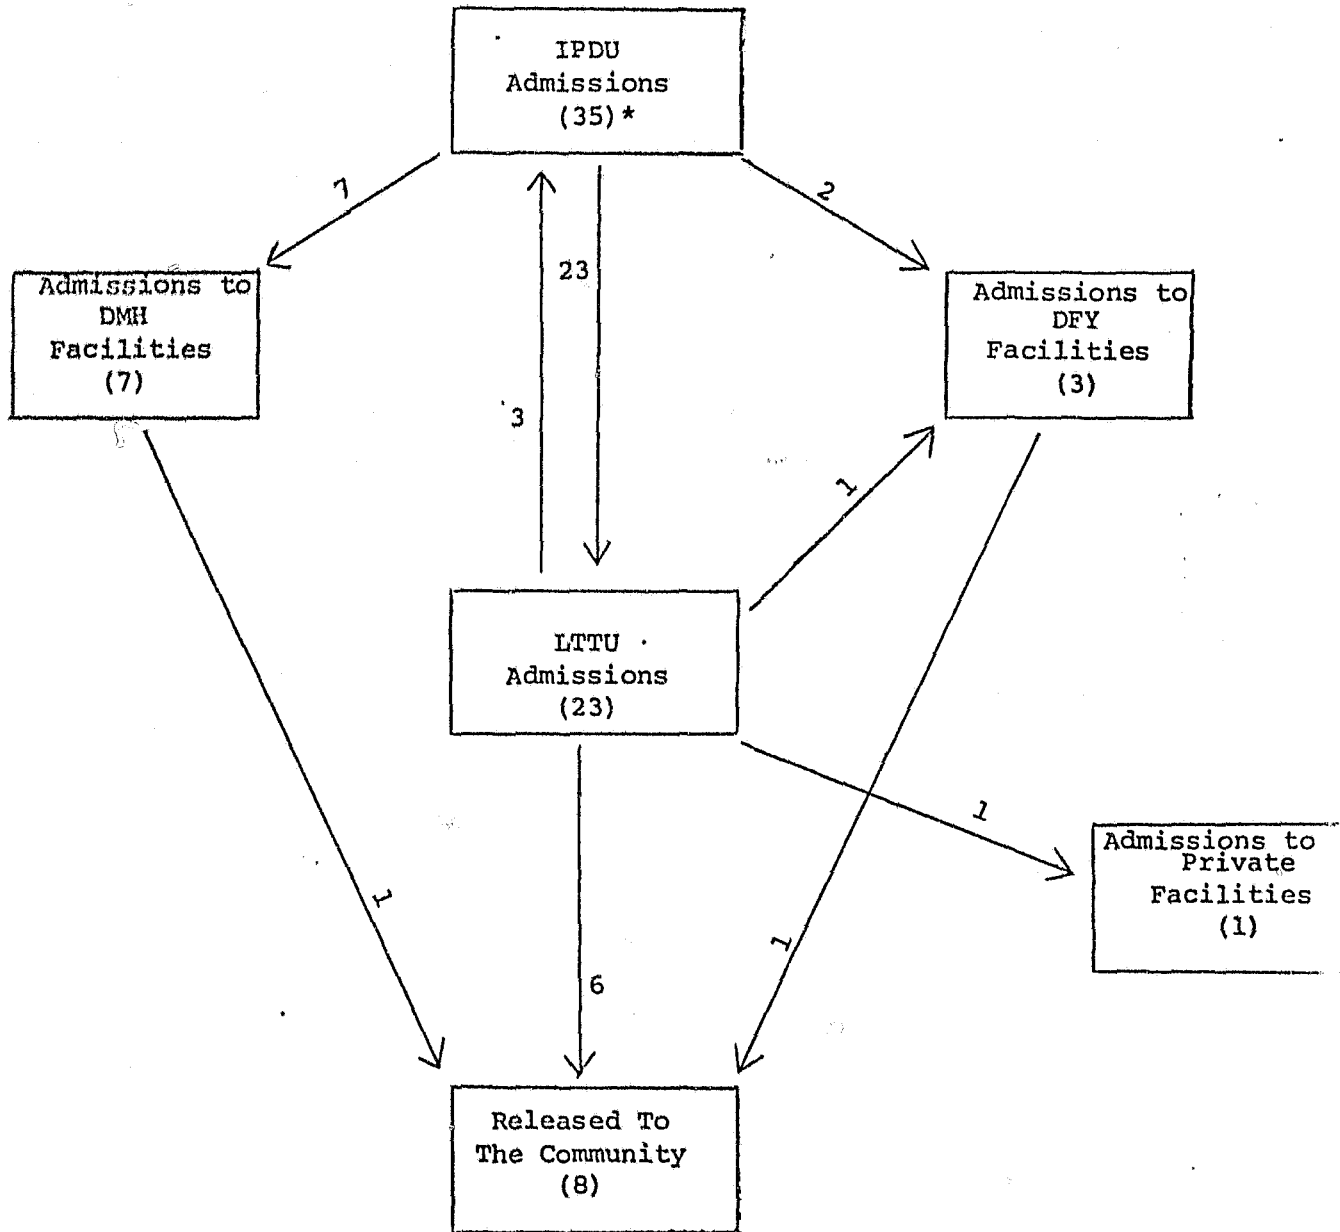 IPDU
Admissions
(35)*
7
2
23
Admissions to
DMH
Facilities
(7)
Admissions to
DFY
Facilities
(3)
3
1
LTTU
Admissions
(23)
1
Admissions to
Private
Facilities
(1)
1
1
6
Released To
The Community
(8)